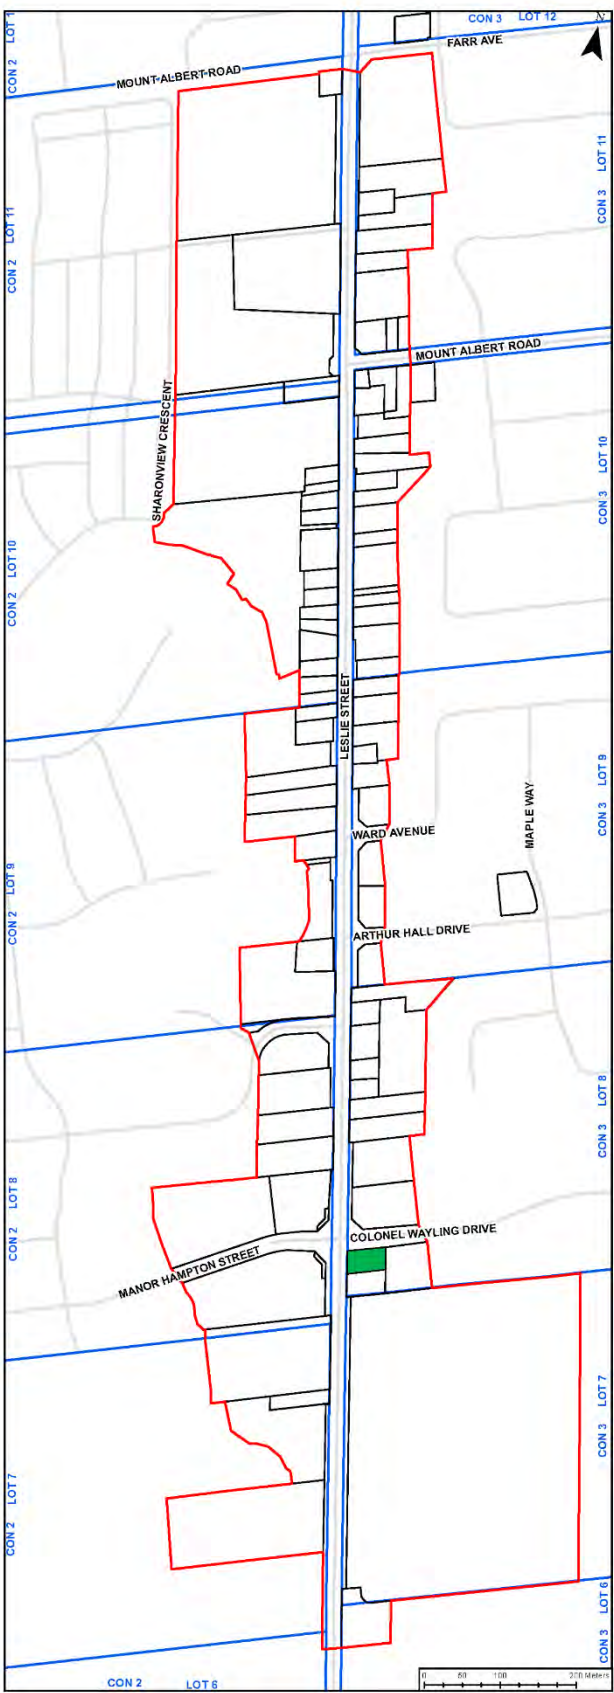 CON 3 LOT 12
N
LOT 1
CON 2
FARR AVE
MOUNT ALBERT ROAD
LOT 11
CON 3
LOT 11
CON 2
MOUNT ALBERT ROAD
SHARONVIEW CRESCENT
LOT 10
CON 3
LOT 10
CON 2
LESLIE STREET
LOT 9
CON 3
MAPLE WAY
WARD AVENUE
LOT 9
CON 2
ARTHUR HALL DRIVE
LOT 8
CON 3
LOT 8
CON 2
COLONEL WAYLING DRIVE
MANOR HAMPTON STREET
LOT 7
CON 3
LOT 7
CON 2
LOT 6
CON 3
0 50 100 200 Meters
CON 2 LOT 6